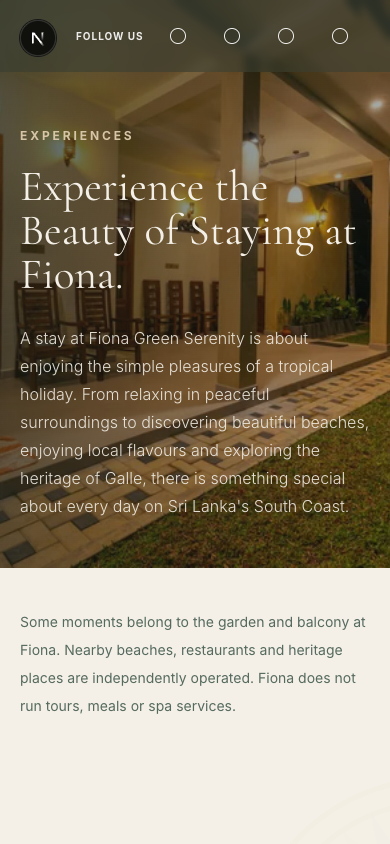 N
FOLLOW US
EXPERIENCES
Experience the
Beauty of Staying at
Fiona.
A stay at Fiona Green Serenity is about
enjoying the simple pleasures of a tropical
holiday. From relaxing in peaceful
surroundings to discovering beautiful beaches,
enjoying local flavours and exploring the
heritage of Galle, there is something special
about every day on Sri Lanka's South Coast.
Some moments belong to the garden and balcony at
Fiona. Nearby beaches, restaurants and heritage
places are independently operated. Fiona does not
run tours, meals or spa services.